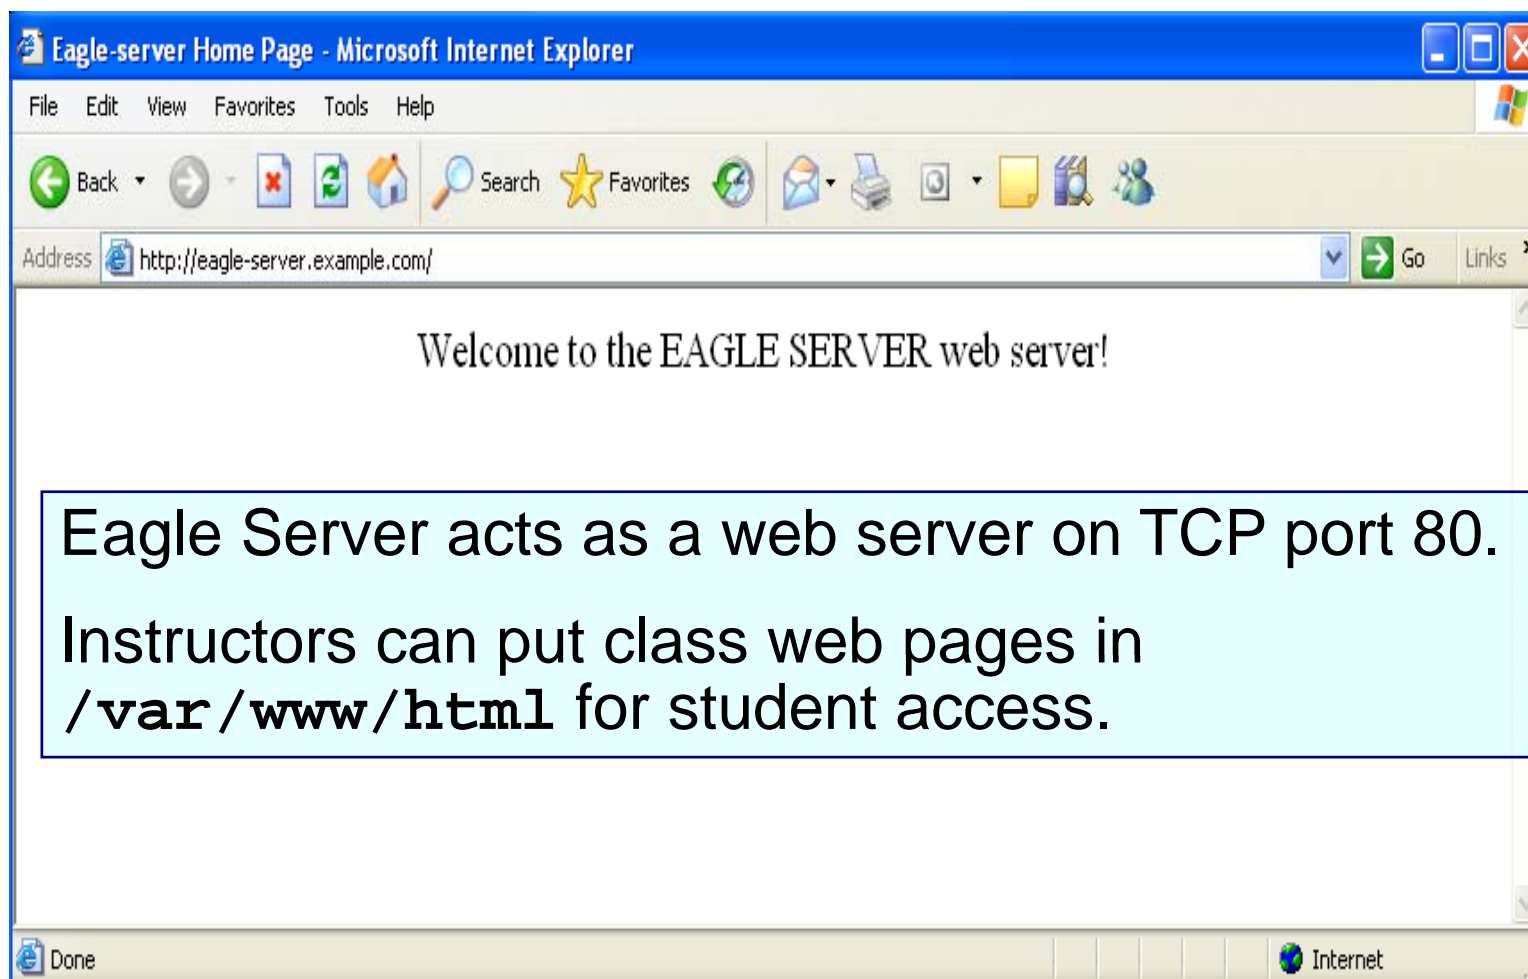 Eagle-server Home Page - Microsoft Internet Explorer
File Edit View Favorites Tools Help
Back Search Favorites
Address http://eagle-server.example.com/ Go Links
Welcome to the EAGLE SERVER web server!
Eagle Server acts as a web server on TCP port 80.
Instructors can put class web pages in
/var/www/html for student access.
Done Internet